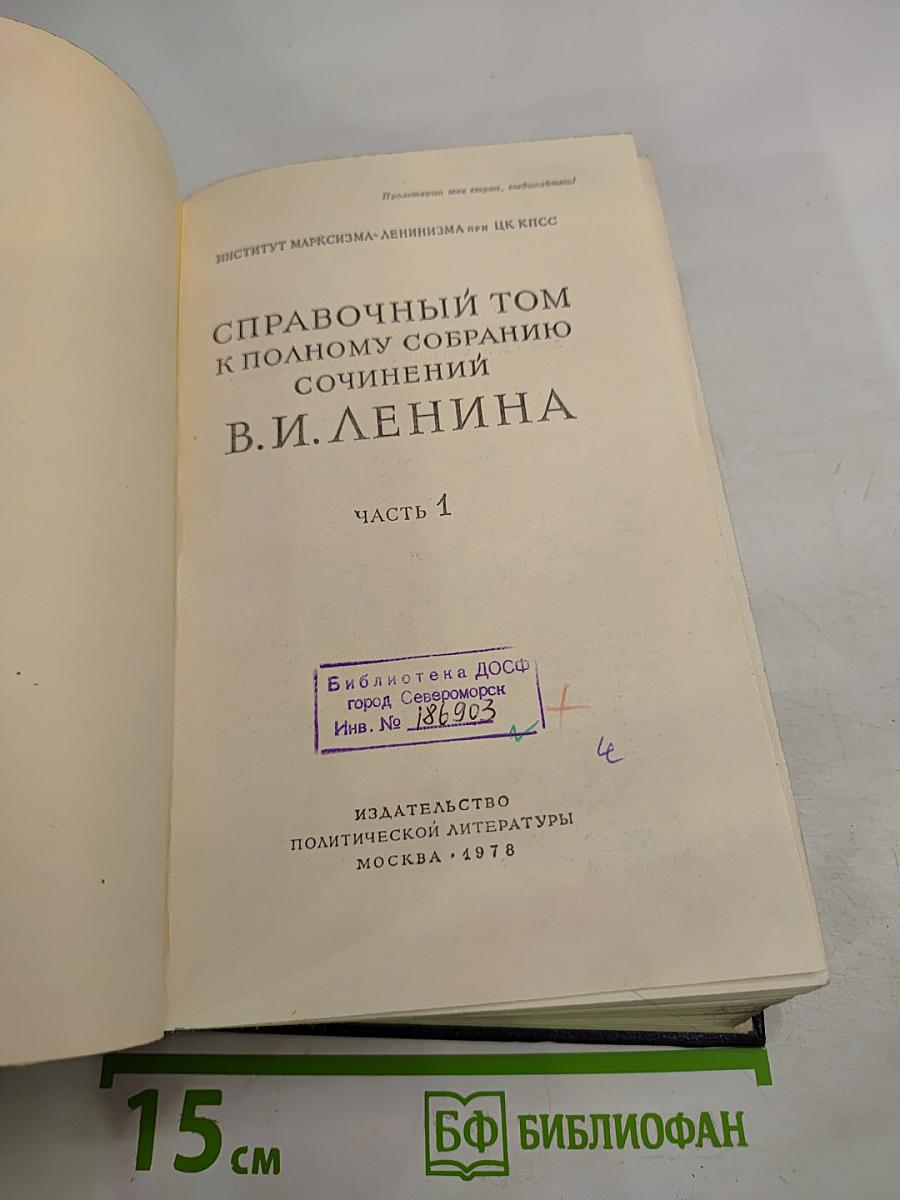 Пролетарии всех стран, соединяйтесь!
ИНСТИТУТ МАРКСИЗМА-ЛЕНИНИЗМА при ЦК КПСС
СПРАВОЧНЫЙ ТОМ
К ПОЛНОМУ СОБРАНИЮ
СОЧИНЕНИЙ
В. И. ЛЕНИНА
ЧАСТЬ 1
Библиотека ДОСФ
город Североморск
Инв. № 186903
ИЗДАТЕЛЬСТВО
ПОЛИТИЧЕСКОЙ ЛИТЕРАТУРЫ
МОСКВА · 1978
15 см
БФ БИБЛИОФАН